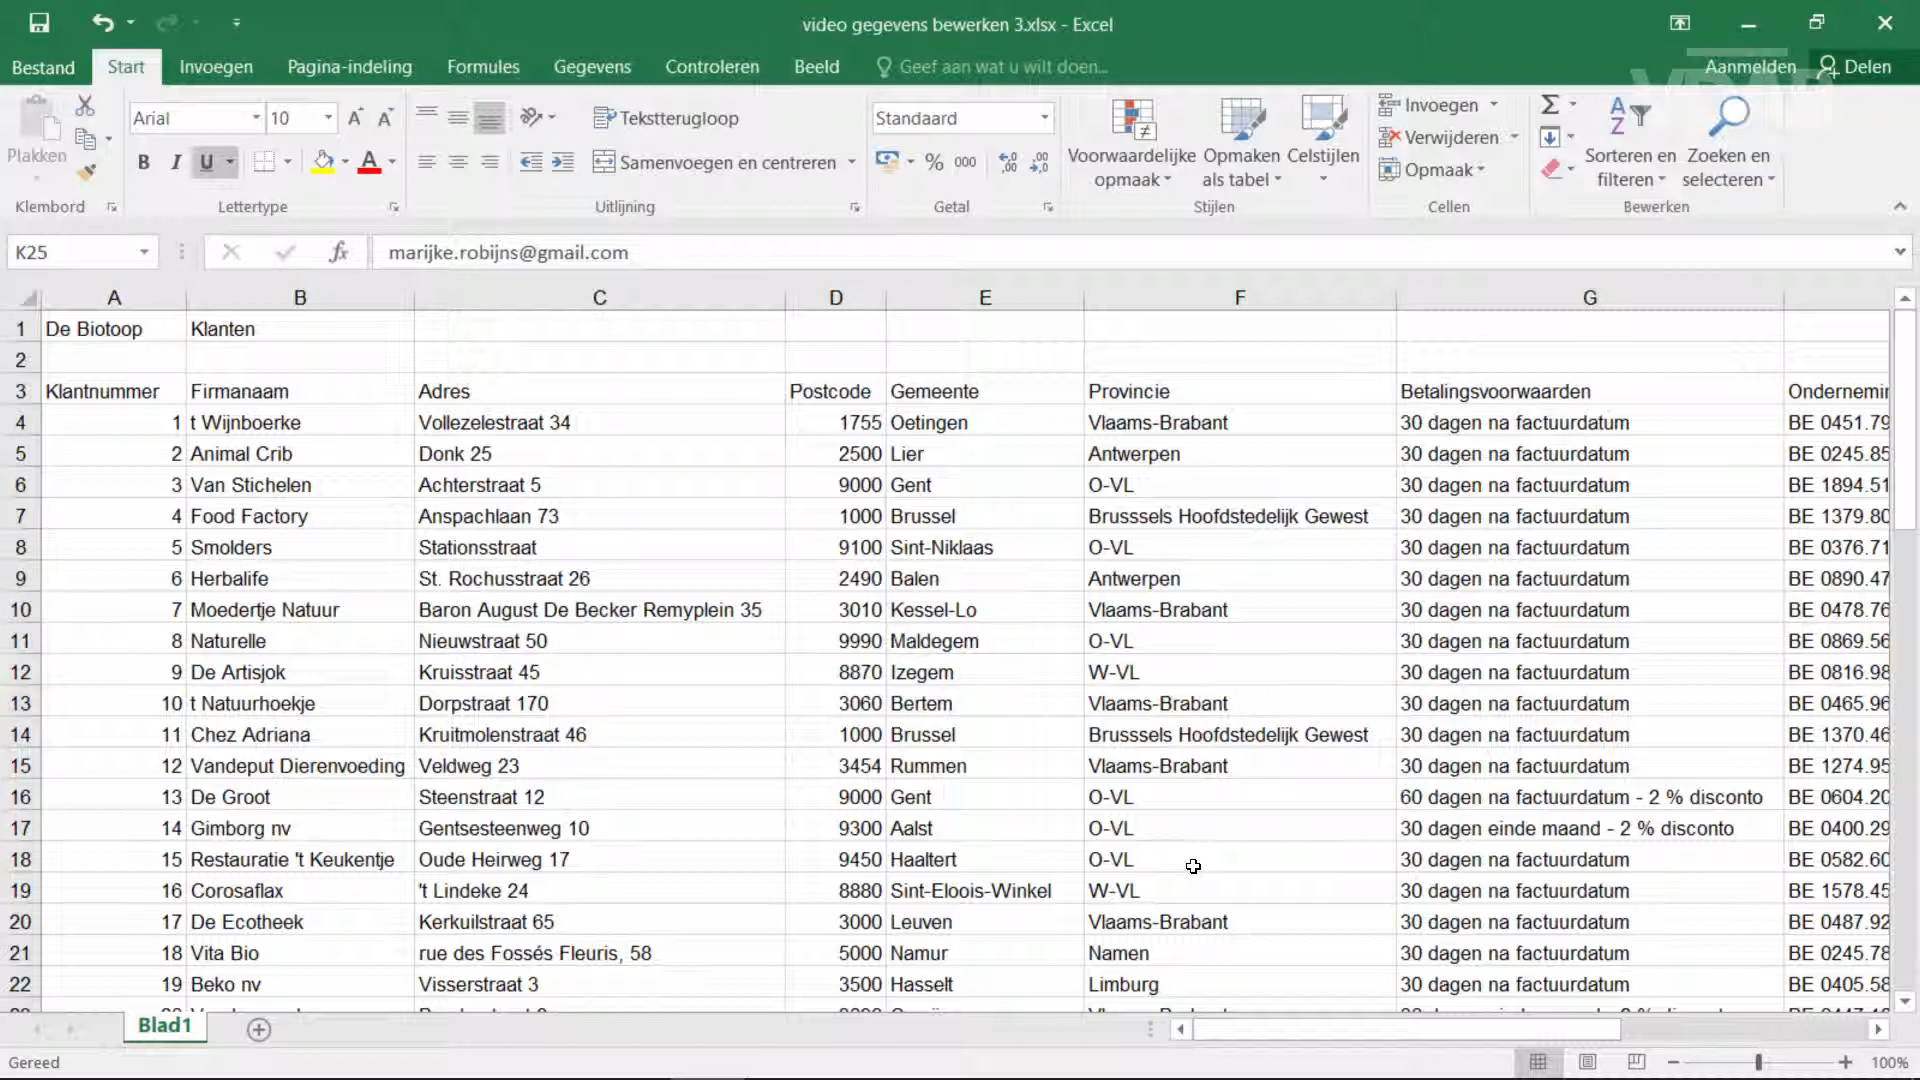 video gegevens bewerken 3.xlsx - Excel
Bestand Start Invoegen Pagina-indeling Formules Gegevens Controleren Beeld Geef aan wat u wilt doen... Aanmelden Delen
Plakken
Klembord
Arial 10
B I U
Lettertype
Tekstterugloop
Samenvoegen en centreren
Uitlijning
Standaard
% 000
Getal
Voorwaardelijke opmaak
Opmaken als tabel
Celstijlen
Stijlen
Invoegen
Verwijderen
Opmaak
Cellen
Sorteren en filteren
Zoeken en selecteren
Bewerken
K25 fx marijke.robijns@gmail.com
A B C D E F G
1 De Biotoop Klanten
2
3 Klantnummer Firmanaam Adres Postcode Gemeente Provincie Betalingsvoorwaarden
4 1 t Wijnboerke Vollezelestraat 34 1755 Oetingen Vlaams-Brabant 30 dagen na factuurdatum BE 0451.79
5 2 Animal Crib Donk 25 2500 Lier Antwerpen 30 dagen na factuurdatum BE 0245.85
6 3 Van Stichelen Achterstraat 5 9000 Gent O-VL 30 dagen na factuurdatum BE 1894.51
7 4 Food Factory Anspachlaan 73 1000 Brussel Brusssels Hoofdstedelijk Gewest 30 dagen na factuurdatum BE 1379.80
8 5 Smolders Stationsstraat 9100 Sint-Niklaas O-VL 30 dagen na factuurdatum BE 0376.71
9 6 Herbalife St. Rochusstraat 26 2490 Balen Antwerpen 30 dagen na factuurdatum BE 0890.47
10 7 Moedertje Natuur Baron August De Becker Remyplein 35 3010 Kessel-Lo Vlaams-Brabant 30 dagen na factuurdatum BE 0478.76
11 8 Naturelle Nieuwstraat 50 9990 Maldegem O-VL 30 dagen na factuurdatum BE 0869.56
12 9 De Artisjok Kruisstraat 45 8870 Izegem W-VL 30 dagen na factuurdatum BE 0816.98
13 10 t Natuurhoekje Dorpstraat 170 3060 Bertem Vlaams-Brabant 30 dagen na factuurdatum BE 0465.96
14 11 Chez Adriana Kruitmolenstraat 46 1000 Brussel Brusssels Hoofdstedelijk Gewest 30 dagen na factuurdatum BE 1370.46
15 12 Vandeput Dierenvoeding Veldweg 23 3454 Rummen Vlaams-Brabant 30 dagen na factuurdatum BE 1274.95
16 13 De Groot Steenstraat 12 9000 Gent O-VL 60 dagen na factuurdatum - 2 % disconto BE 0604.20
17 14 Gimborg nv Gentsesteenweg 10 9300 Aalst O-VL 30 dagen einde maand - 2 % disconto BE 0400.29
18 15 Restauratie 't Keukentje Oude Heirweg 17 9450 Haaltert O-VL 30 dagen na factuurdatum BE 0582.60
19 16 Corosaflax 't Lindeke 24 8880 Sint-Eloois-Winkel W-VL 30 dagen na factuurdatum BE 1578.45
20 17 De Ecotheek Kerkuilstraat 65 3000 Leuven Vlaams-Brabant 30 dagen na factuurdatum BE 0487.92
21 18 Vita Bio rue des Fossés Fleuris, 58 5000 Namur Namen 30 dagen na factuurdatum BE 0245.78
22 19 Beko nv Visserstraat 3 3500 Hasselt Limburg 30 dagen na factuurdatum BE 0405.58
Blad1
Gereed 100%